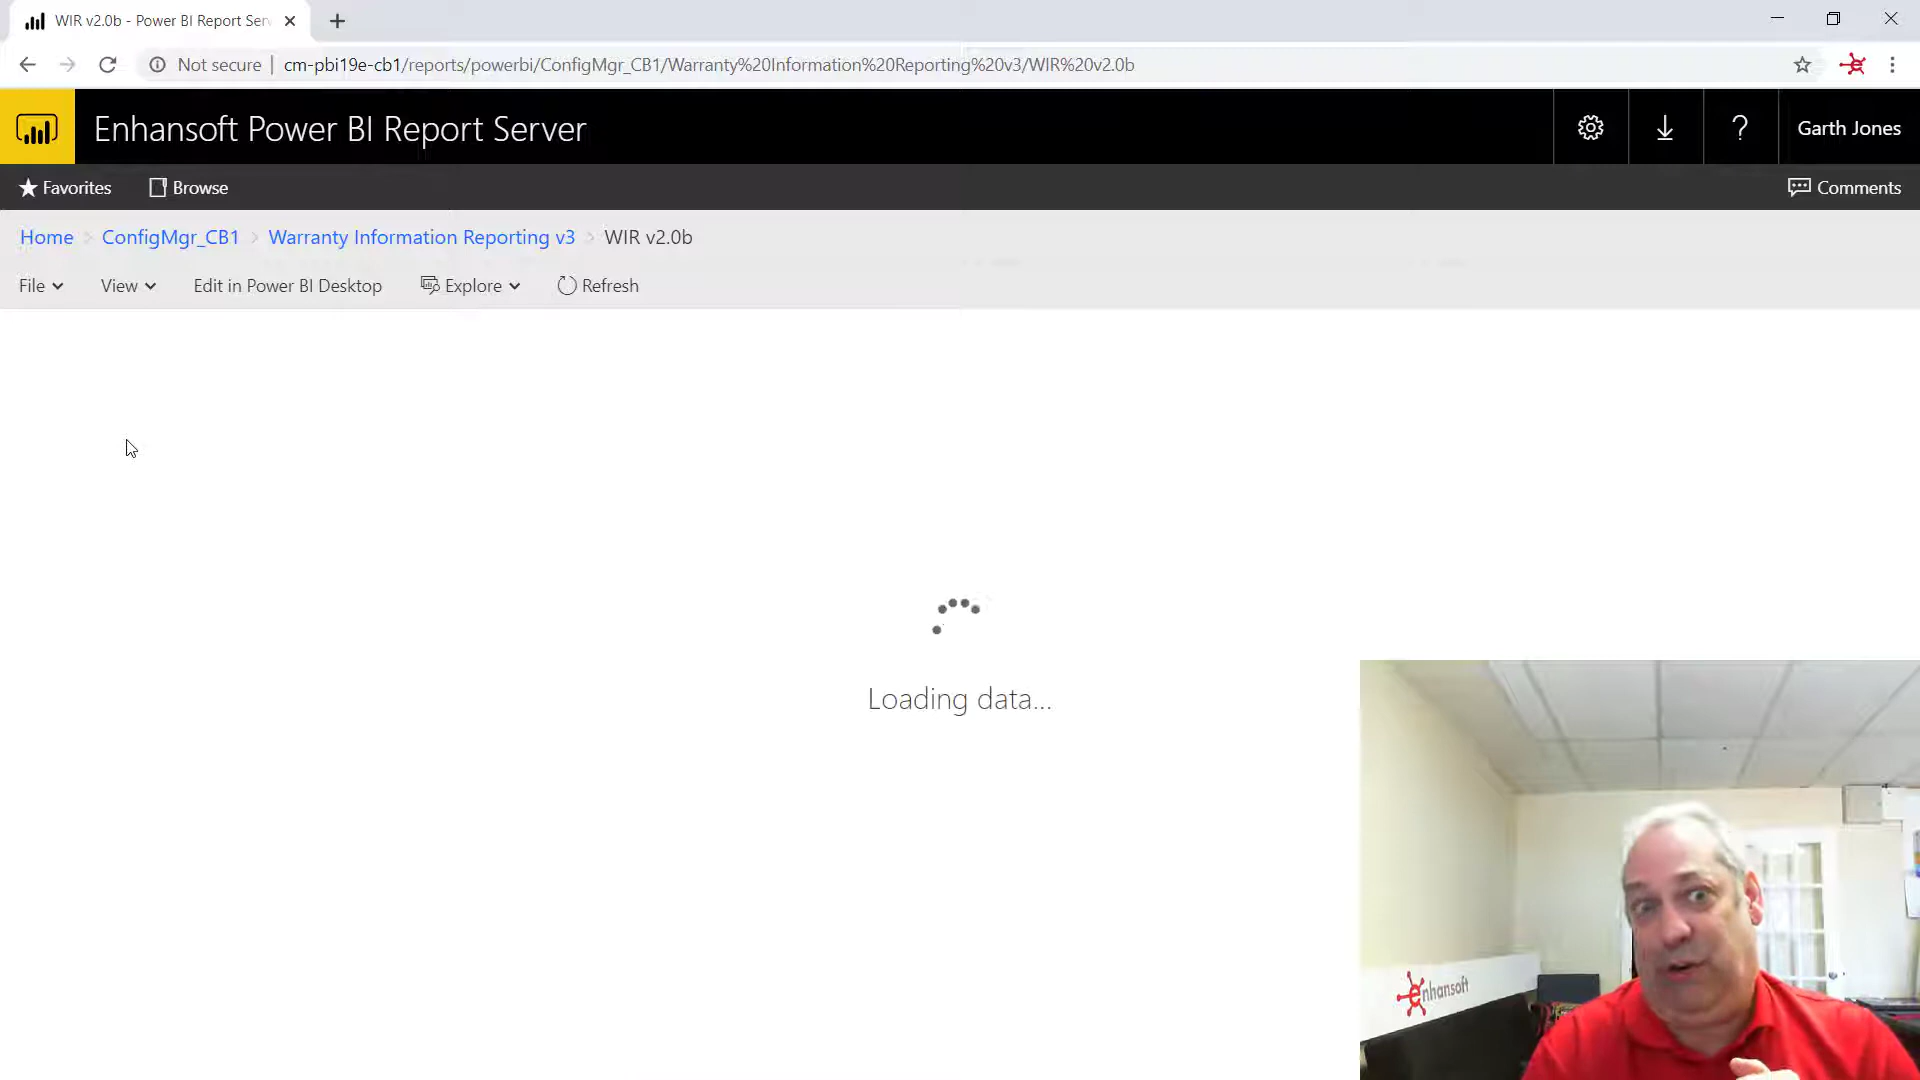 WIR v2.0b - Power BI Report Ser
Not secure | cm-pbi19e-cb1/reports/powerbi/ConfigMgr_CB1/Warranty%20Information%20Reporting%20v3/WIR%20v2.0b
Enhansoft Power BI Report Server
Garth Jones
Favorites Browse Comments
Home > ConfigMgr_CB1 > Warranty Information Reporting v3 > WIR v2.0b
File View Edit in Power BI Desktop Explore Refresh
Loading data...
enhansoft